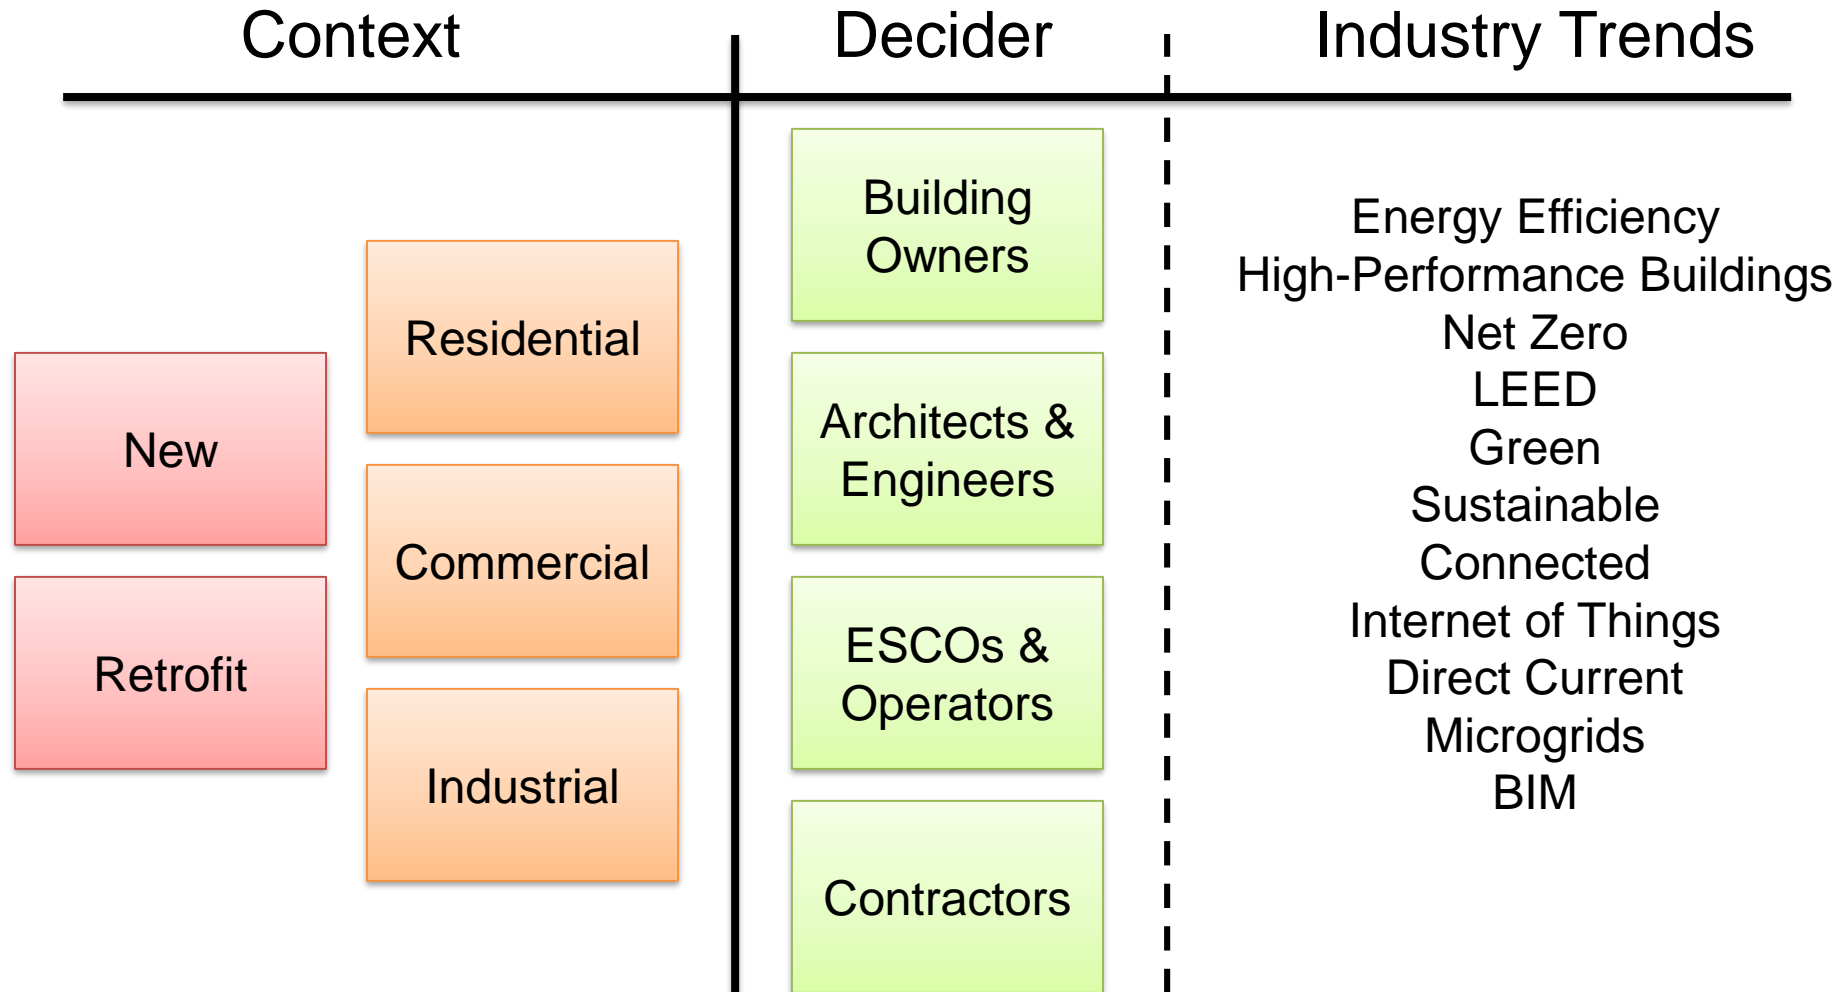 Context
Decider
Industry Trends
New
Retrofit
Residential
Commercial
Industrial
Building
Owners
Architects &
Engineers
ESCOs &
Operators
Contractors
Energy Efficiency
High-Performance Buildings
Net Zero
LEED
Green
Sustainable
Connected
Internet of Things
Direct Current
Microgrids
BIM